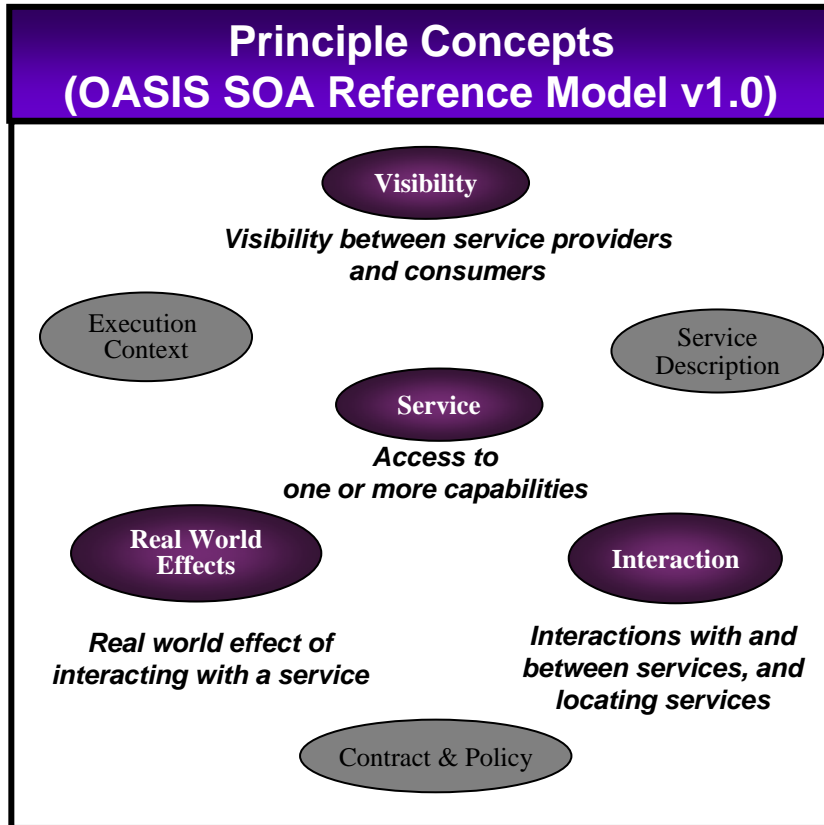 Principle Concepts
(OASIS SOA Reference Model v1.0)
Visibility
Visibility between service providers
and consumers
Execution
Context
Service
Description
Service
Access to
one or more capabilities
Real World
Effects
Interaction
Real world effect of
interacting with a service
Interactions with and
between services, and
locating services
Contract & Policy